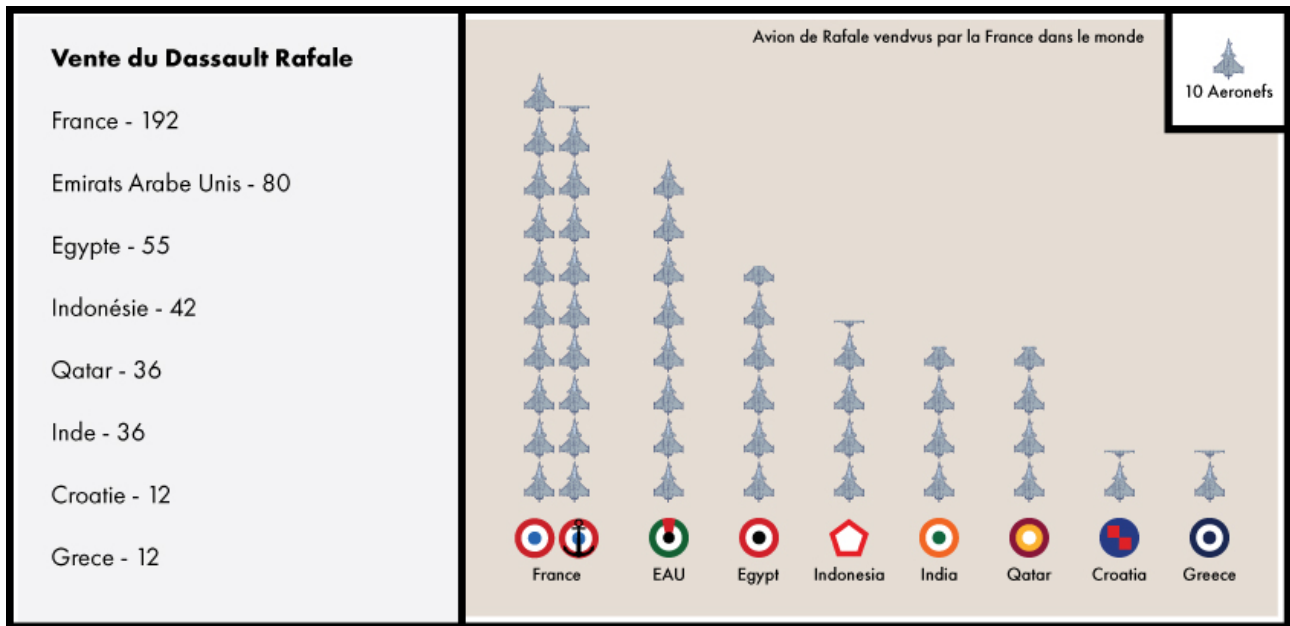 Vente du Dassault Rafale
France - 192
Emirats Arabe Unis - 80
Egypte - 55
Indonésie - 42
Qatar - 36
Inde - 36
Croatie - 12
Grece - 12
Avion de Rafale vendvus par la France dans le monde
10 Aeronefs
France
EAU
Egypt
Indonesia
India
Qatar
Croatia
Greece